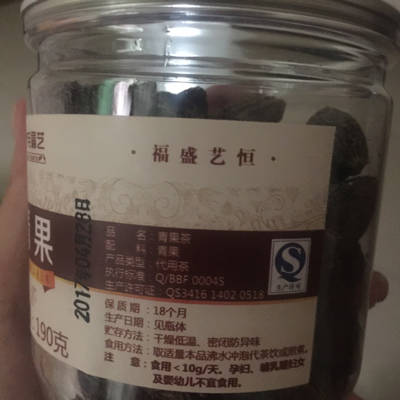 福盛艺恒
果
190克
2017年04月28日
品名：青果茶
配料：青果
产品类型：代用茶
执行标准：Q/BBF 0004S
生产许可证：QS3416 1402 0518
QS
生产许可
保质期：18个月
生产日期：见瓶体
贮存方法：干燥低温、密闭防异味
食用方法：取适量本品沸水冲泡代茶饮或煎煮。
注意：食用＜10g/天，孕妇、哺乳期妇女
及婴幼儿不宜食用。